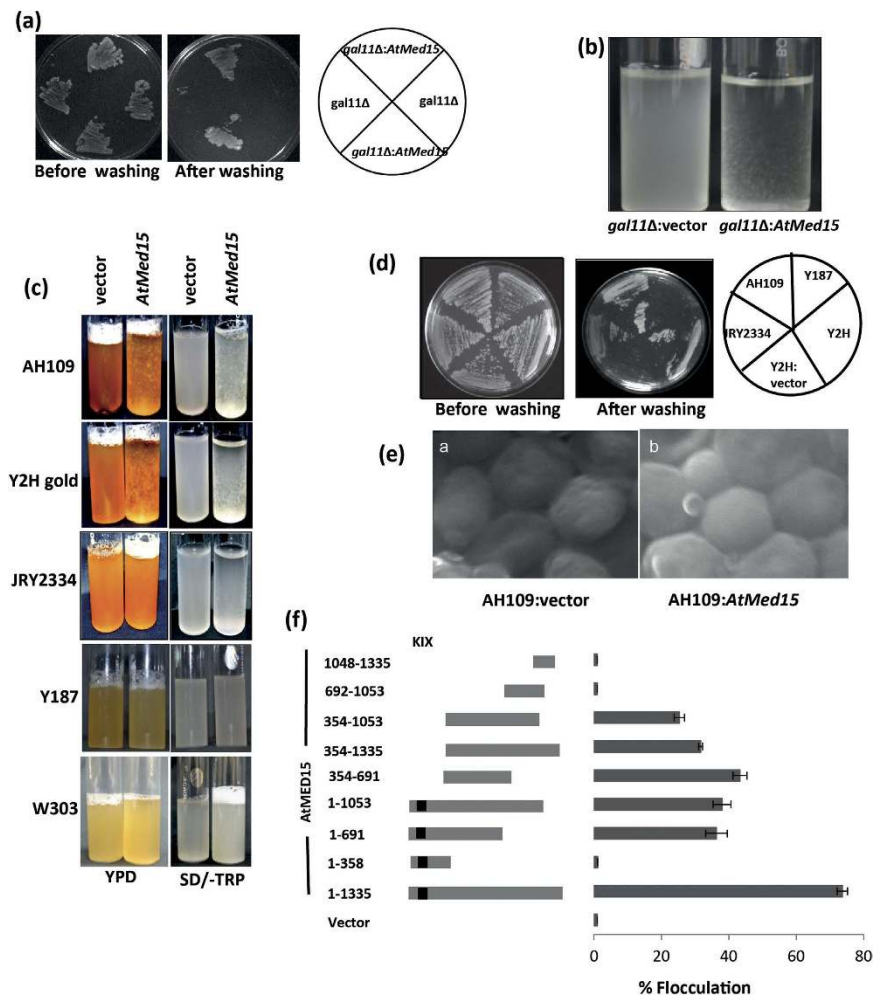 (a)
gal11Δ:AtMed15
gal11Δ
gal11Δ
gal11Δ:AtMed15
Before washing
After washing
(b)
gal11Δ:vector
gal11Δ:AtMed15
(c)
vector
AtMed15
vector
AtMed15
AH109
Y2H gold
JRY2334
Y187
W303
YPD
SD/-TRP
(d)
AH109
Y187
JRY2334
Y2H
Y2H:
vector
Before washing
After washing
(e)
a
b
AH109:vector
AH109:AtMed15
(f)
KIX
AtMED15
1048-1335
692-1053
354-1053
354-1335
354-691
1-1053
1-691
1-358
1-1335
Vector
0
20
40
60
80
% Flocculation